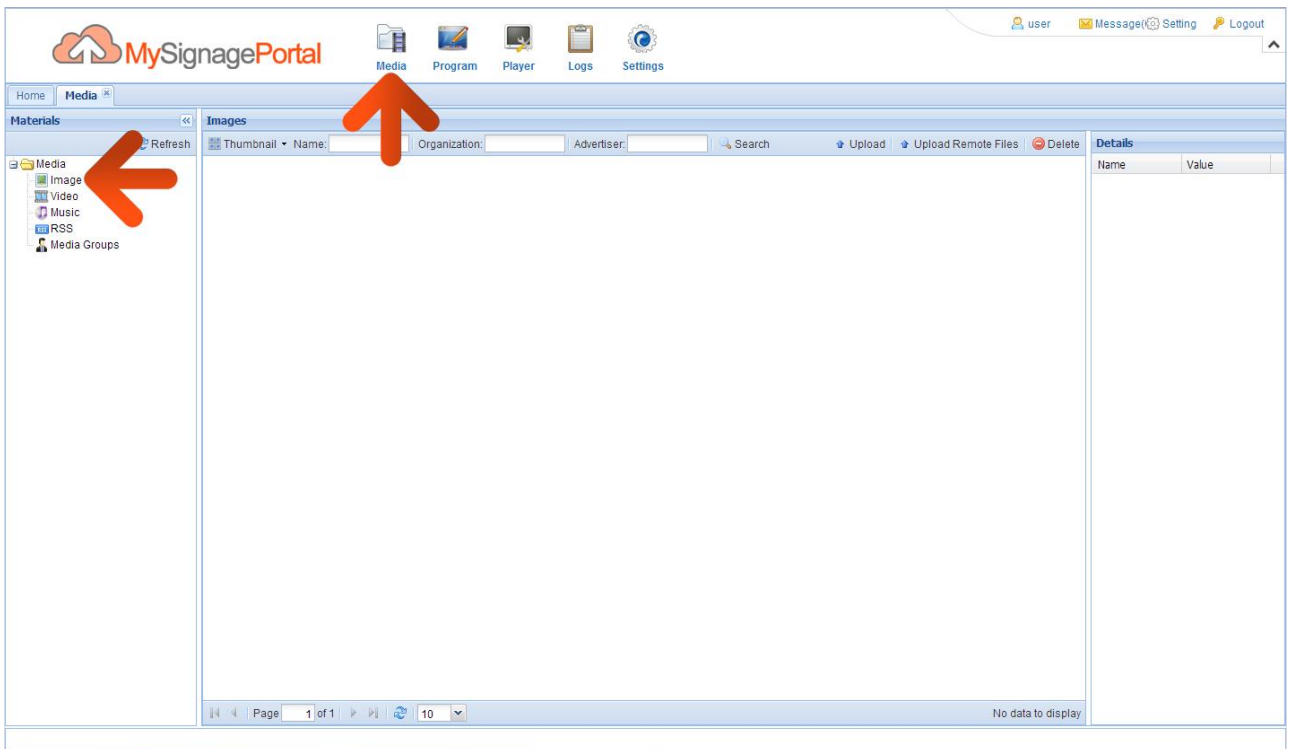 user Message( Setting Logout
MySignagePortal
Media Program Player Logs Settings
Home Media
Materials
Refresh
Media
Image
Video
Music
RSS
Media Groups
Images
Thumbnail Name: Organization: Advertiser: Search Upload Upload Remote Files Delete
Details
Name Value
Page 1 of 1 10 No data to display